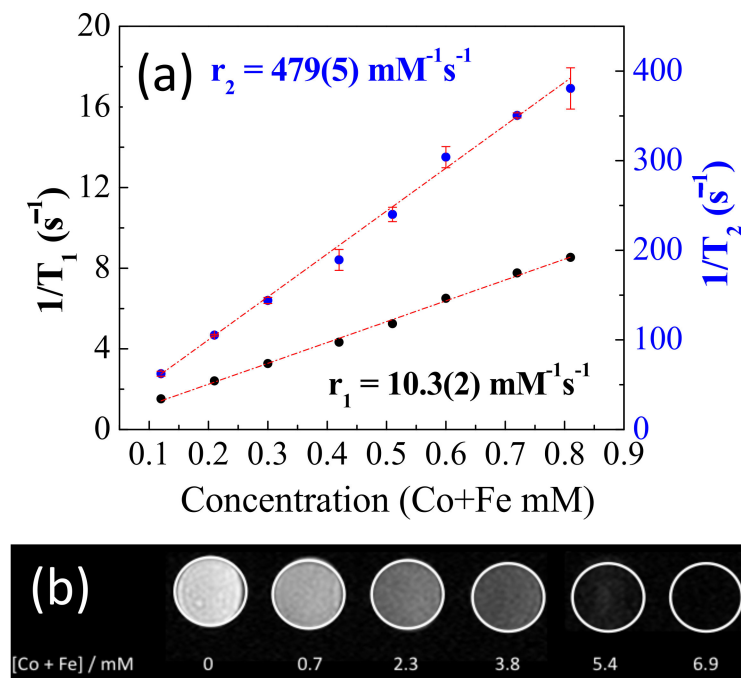 (a)
r₂ = 479(5) mM⁻¹s⁻¹
r₁ = 10.3(2) mM⁻¹s⁻¹
20
16
12
8
4
0
1/T₁ (s⁻¹)
400
300
200
100
0
1/T₂ (s⁻¹)
0.1 0.2 0.3 0.4 0.5 0.6 0.7 0.8 0.9
Concentration (Co+Fe mM)
(b)
[Co + Fe] / mM 0 0.7 2.3 3.8 5.4 6.9